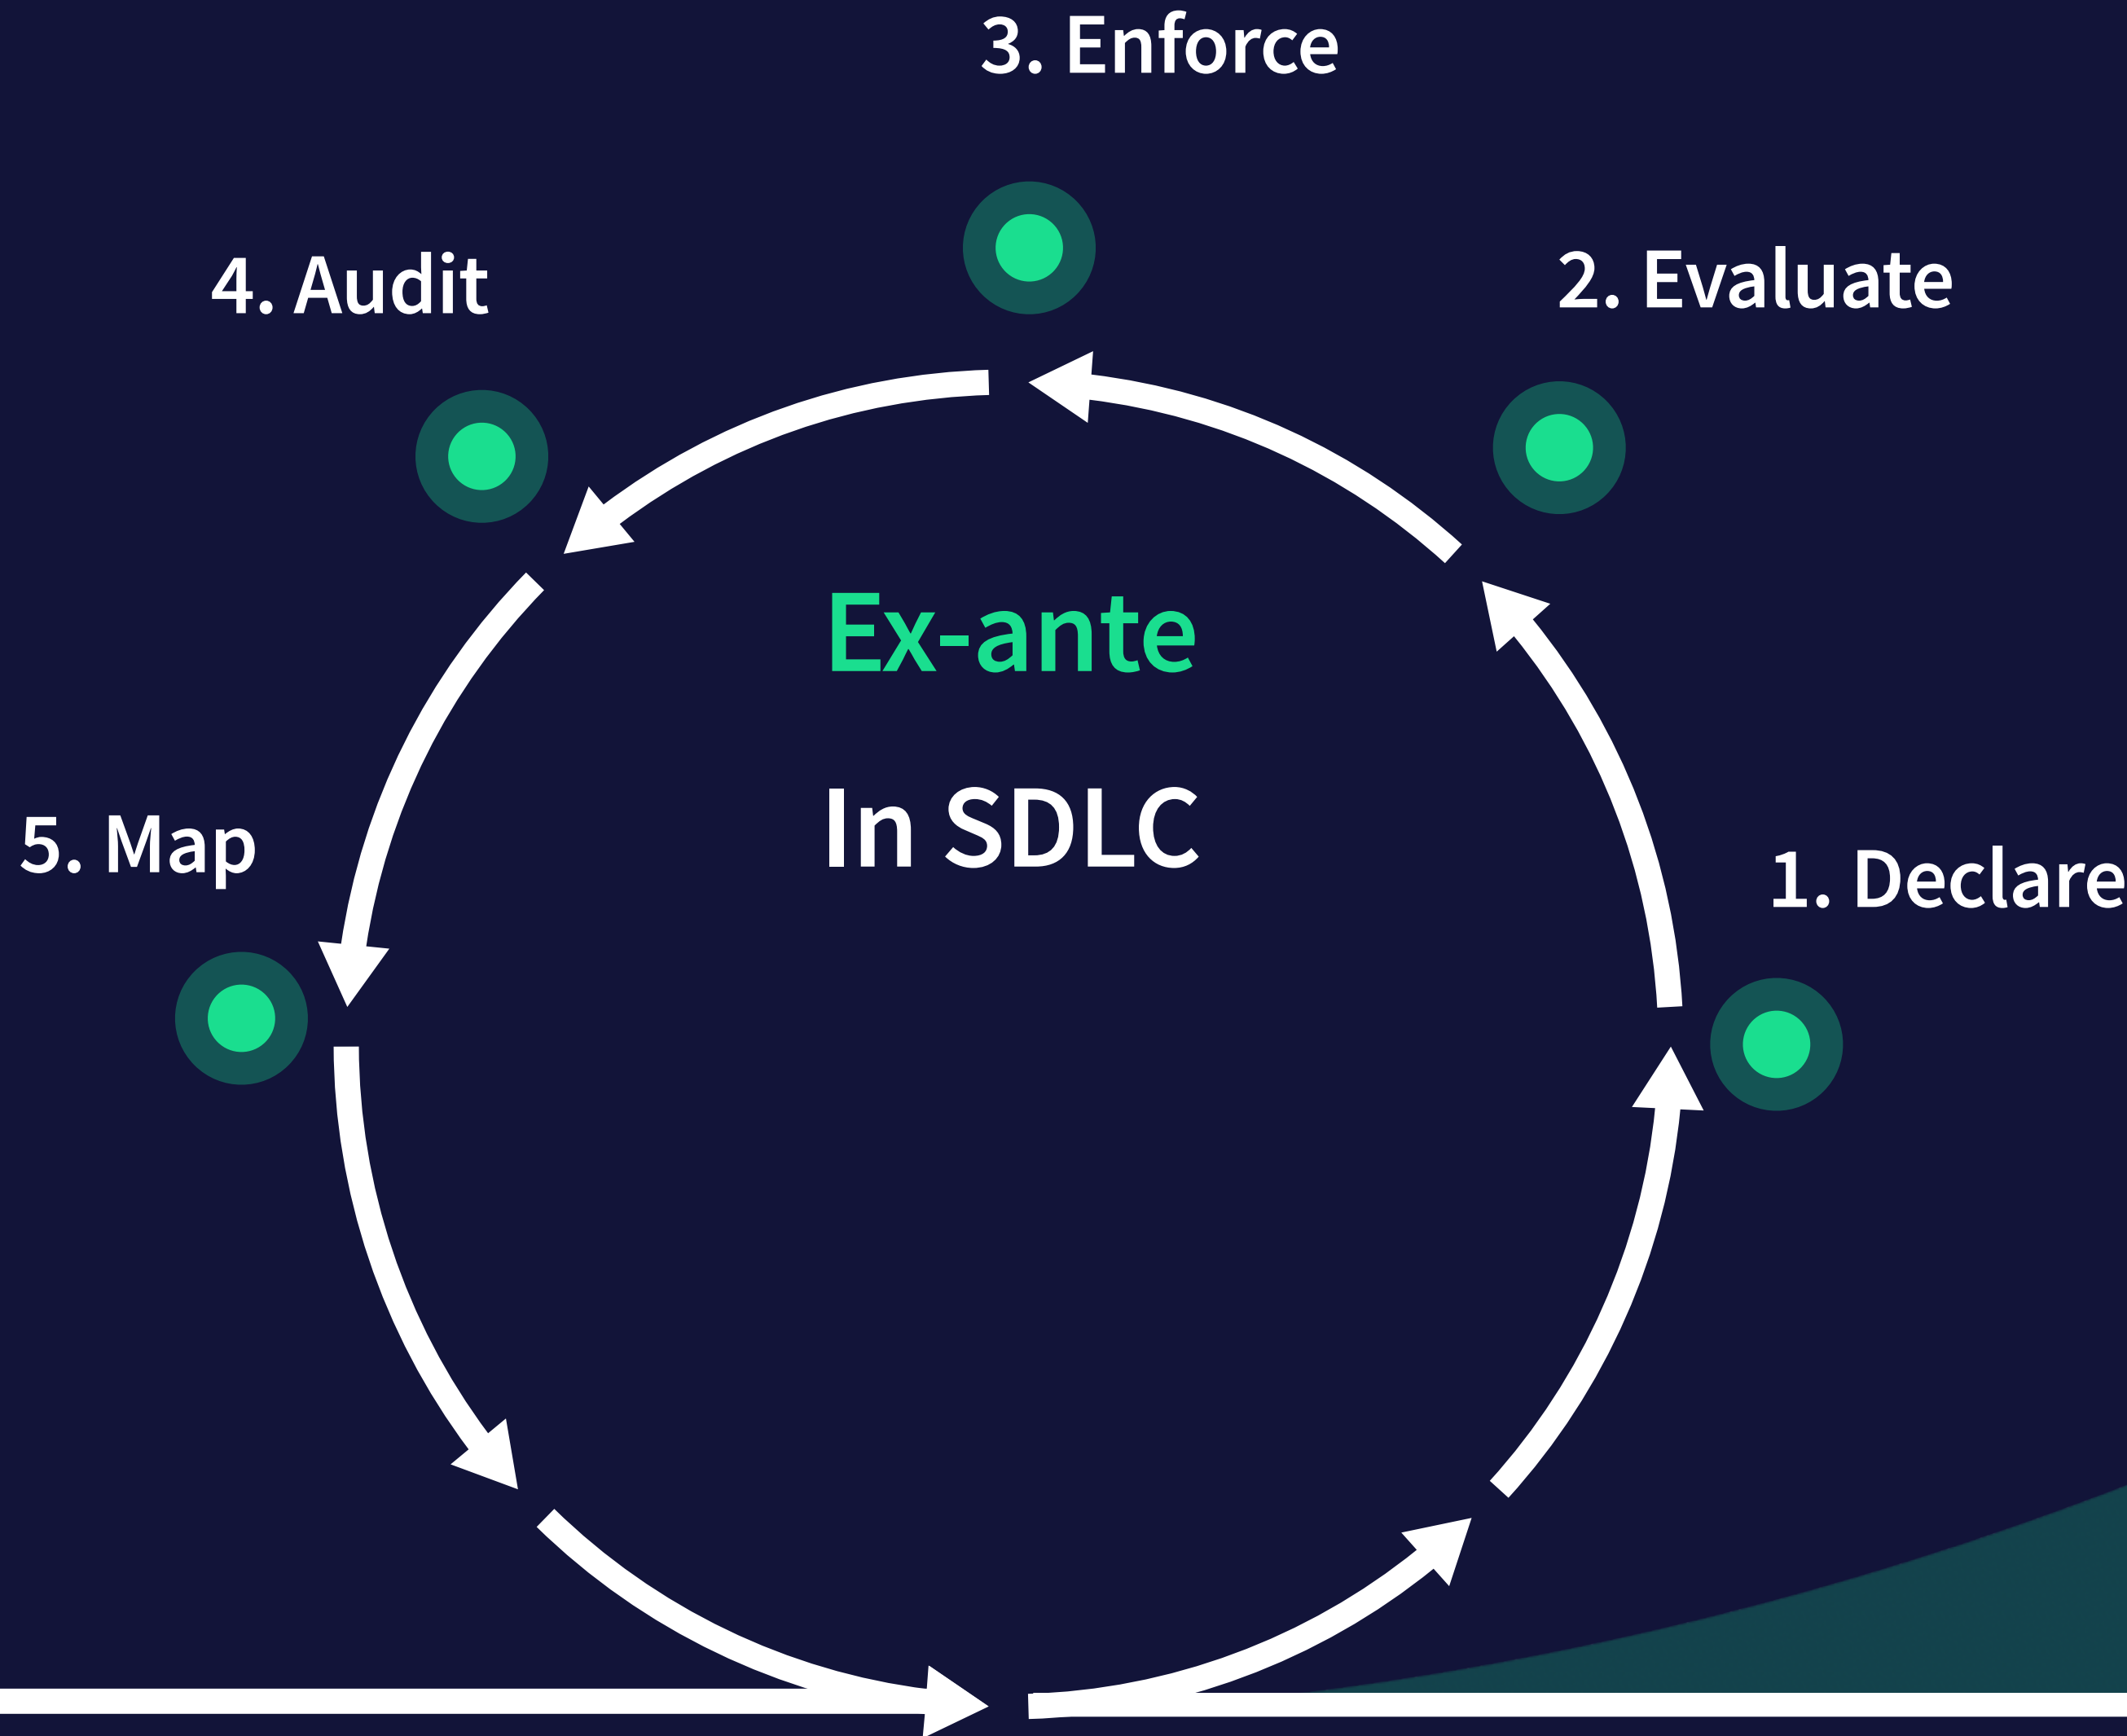 3. Enforce
4. Audit
2. Evaluate
Ex-ante
In SDLC
5. Map
1. Declare